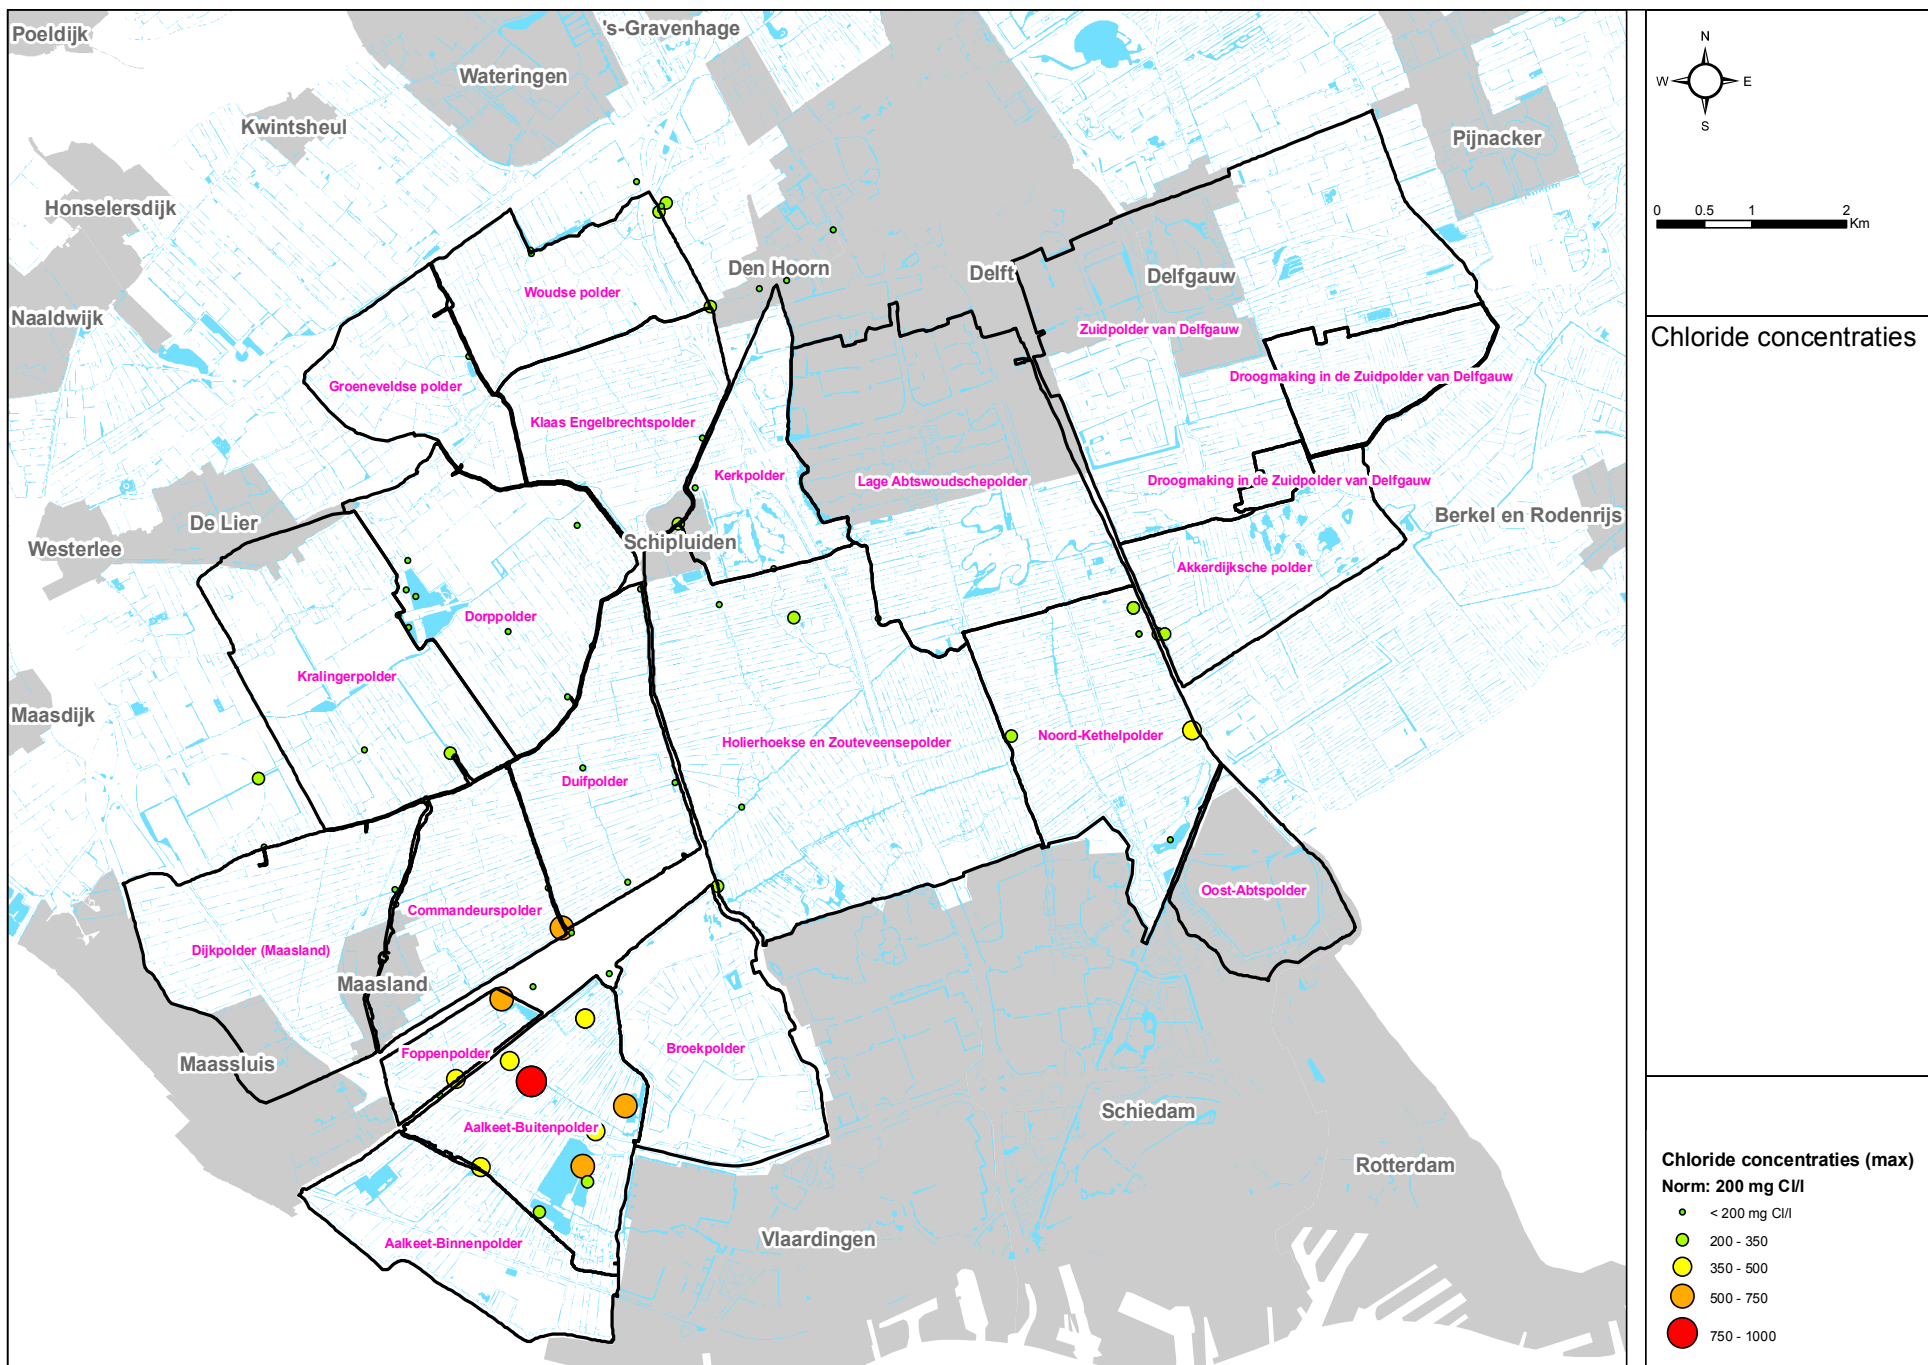 Poeldijk
's-Gravenhage
Wateringen
Kwintsheul
Pijnacker
Honselersdijk
Den Hoorn
Delft
Delfgauw
Woudse polder
Naaldwijk
Zuidpolder van Delfgauw
Groeneveldse polder
Droogmaking in de Zuidpolder van Delfgauw
Klaas Engelbrechtspolder
Kerkpolder
Lage Abtswoudschepolder
Droogmaking in de Zuidpolder van Delfgauw
De Lier
Berkel en Rodenrijs
Westerlee
Schipluiden
Akkerdijksche polder
Dorppolder
Kralingerpolder
Maasdijk
Holierhoekse en Zouteveensepolder
Noord-Kethelpolder
Duifpolder
Oost-Abtspolder
Commandeurspolder
Dijkpolder (Maasland)
Maasland
Foppenpolder
Broekpolder
Maassluis
Schiedam
Aalkeet-Buitenpolder
Rotterdam
Vlaardingen
Aalkeet-Binnenpolder
N
W E
S
0 0.5 1 2
Km
Chloride concentraties
Chloride concentraties (max)
Norm: 200 mg Cl/l
< 200 mg Cl/l
200 - 350
350 - 500
500 - 750
750 - 1000